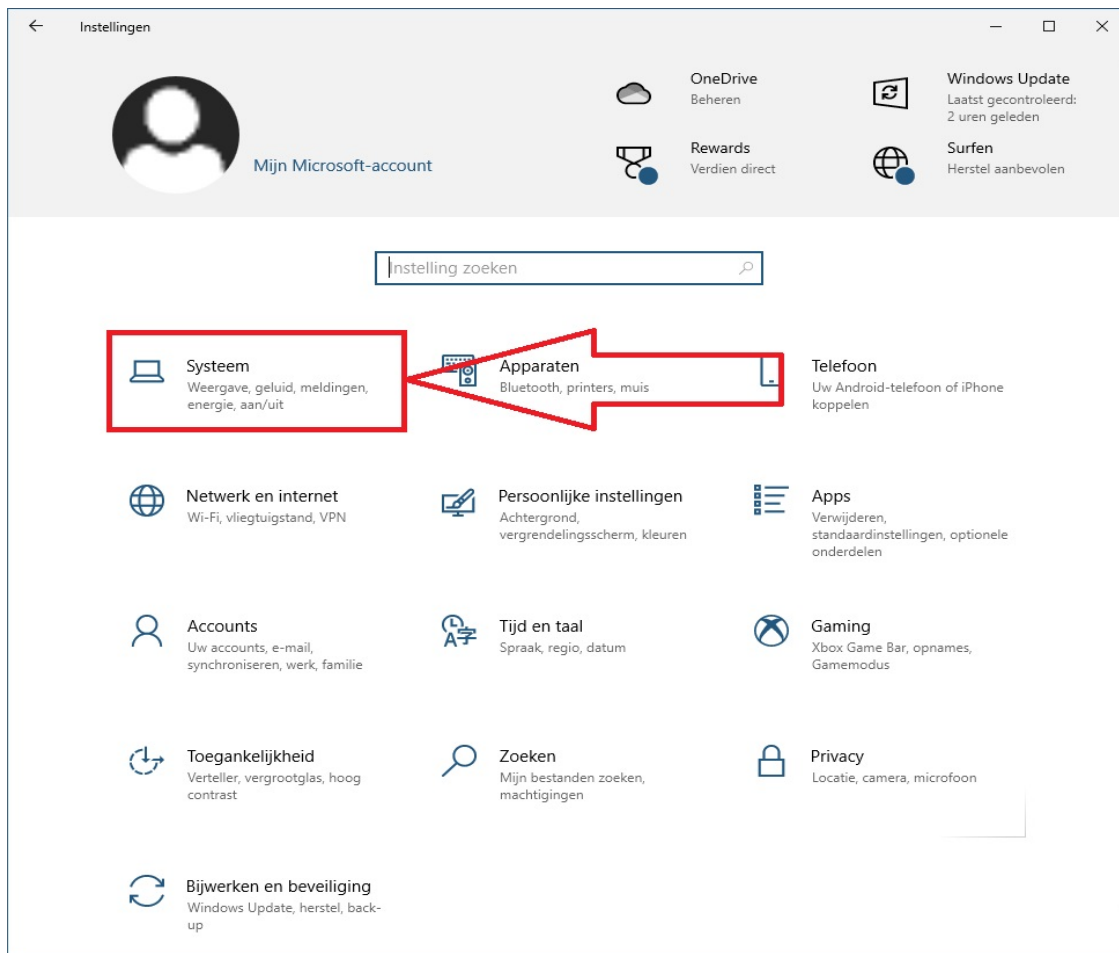 Instellingen
Mijn Microsoft-account
OneDrive
Beheren
Windows Update
Laatst gecontroleerd:
2 uren geleden
Rewards
Verdien direct
Surfen
Herstel aanbevolen
Instelling zoeken
Systeem
Weergave, geluid, meldingen,
energie, aan/uit
Apparaten
Bluetooth, printers, muis
Telefoon
Uw Android-telefoon of iPhone
koppelen
Netwerk en internet
Wi-Fi, vliegtuigstand, VPN
Persoonlijke instellingen
Achtergrond,
vergrendelingsscherm, kleuren
Apps
Verwijderen,
standaardinstellingen, optionele
onderdelen
Accounts
Uw accounts, e-mail,
synchroniseren, werk, familie
Tijd en taal
Spraak, regio, datum
Gaming
Xbox Game Bar, opnames,
Gamemodus
Toegankelijkheid
Verteller, vergrootglas, hoog
contrast
Zoeken
Mijn bestanden zoeken,
machtigingen
Privacy
Locatie, camera, microfoon
Bijwerken en beveiliging
Windows Update, herstel, back-
up